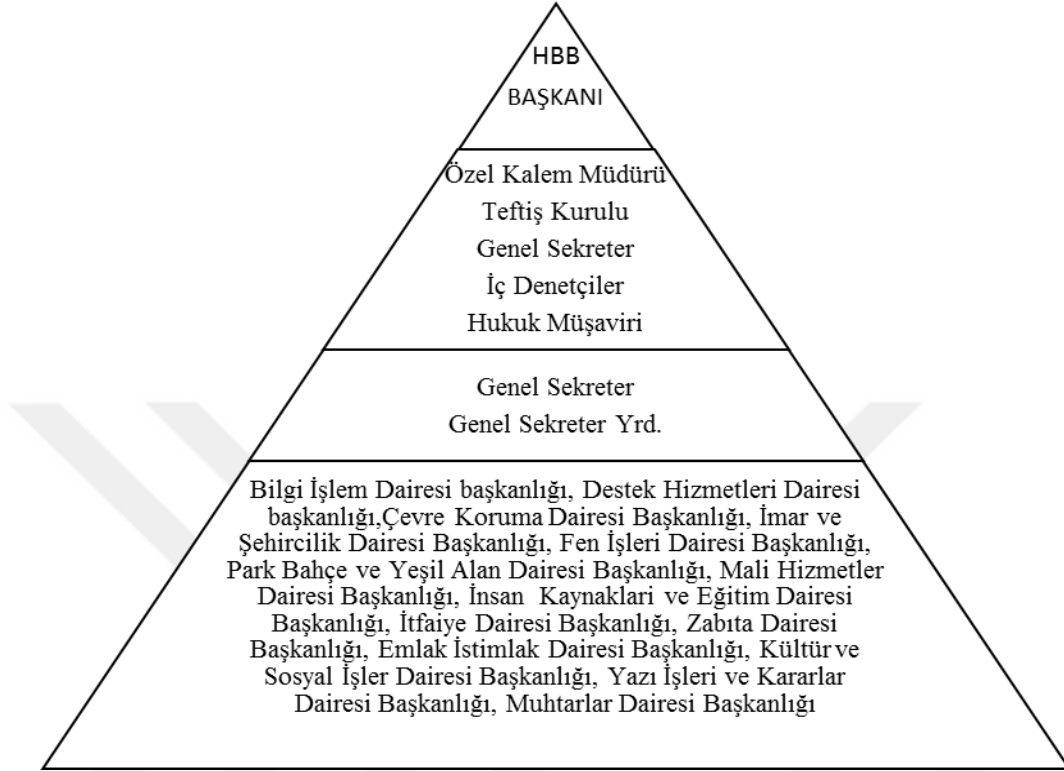 HBB
BAŞKANI
Özel Kalem Müdürü
Teftiş Kurulu
Genel Sekreter
İç Denetçiler
Hukuk Müşaviri
Genel Sekreter
Genel Sekreter Yrd.
Bilgi İşlem Dairesi başkanlığı, Destek Hizmetleri Dairesi
başkanlığı,Çevre Koruma Dairesi Başkanlığı, İmar ve
Şehircilik Dairesi Başkanlığı, Fen İşleri Dairesi Başkanlığı,
Park Bahçe ve Yeşil Alan Dairesi Başkanlığı, Mali Hizmetler
Dairesi Başkanlığı, İnsan Kaynaklari ve Eğitim Dairesi
Başkanlığı, İtfaiye Dairesi Başkanlığı, Zabıta Dairesi
Başkanlığı, Emlak İstimlak Dairesi Başkanlığı, Kültür ve
Sosyal İşler Dairesi Başkanlığı, Yazı İşleri ve Kararlar
Dairesi Başkanlığı, Muhtarlar Dairesi Başkanlığı